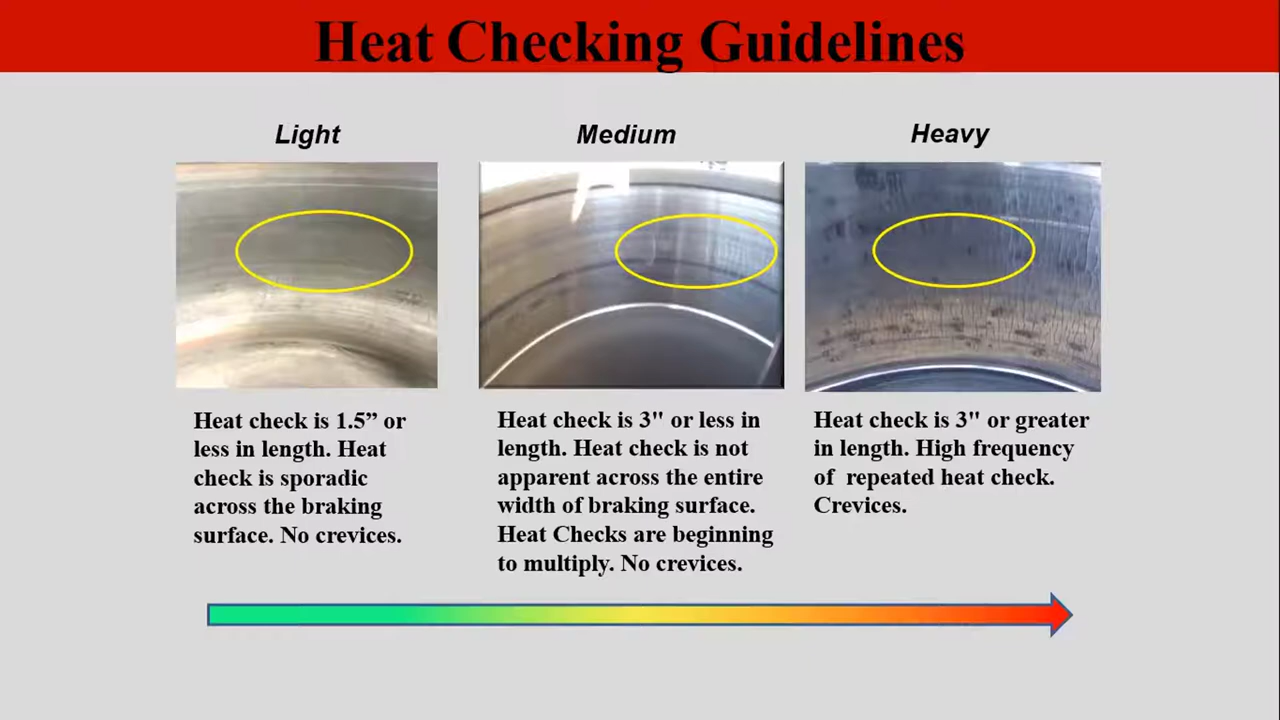 Heat Checking Guidelines
Light
Medium
Heavy
Heat check is 1.5” or
less in length. Heat
check is sporadic
across the braking
surface. No crevices.
Heat check is 3" or less in
length. Heat check is not
apparent across the entire
width of braking surface.
Heat Checks are beginning
to multiply. No crevices.
Heat check is 3" or greater
in length. High frequency
of  repeated heat check.
Crevices.